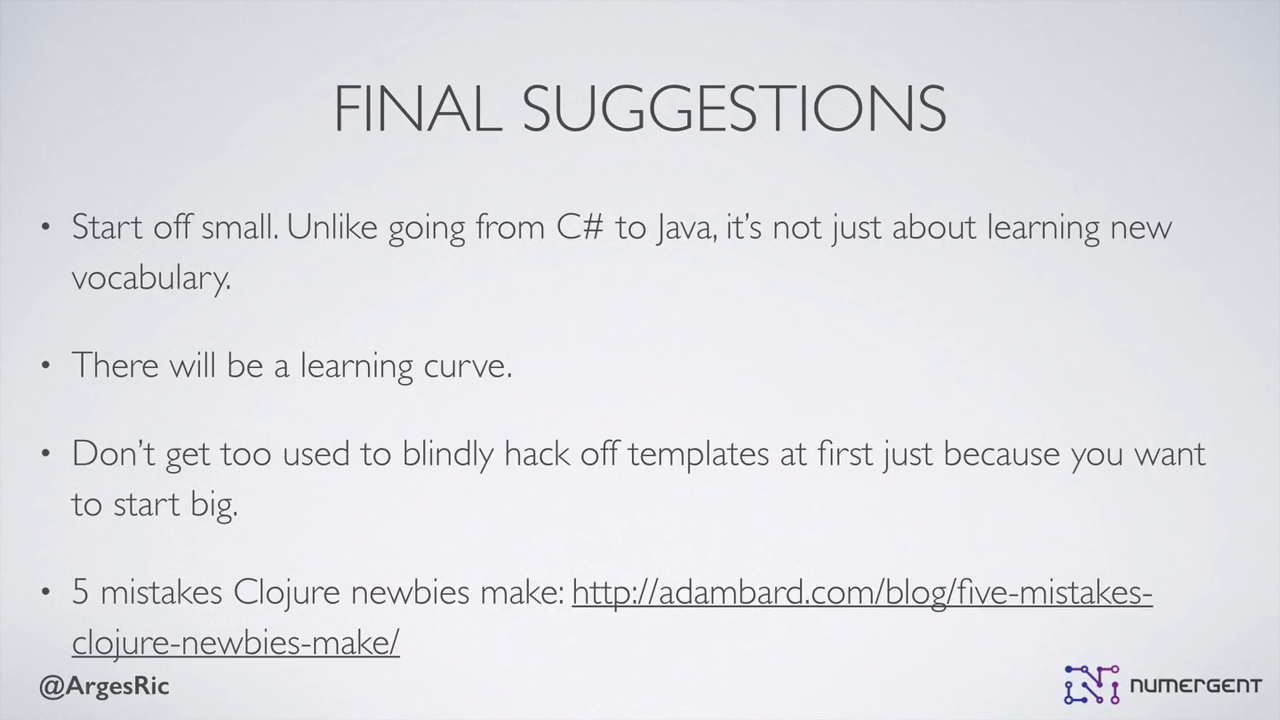 FINAL SUGGESTIONS
• Start off small. Unlike going from C# to Java, it’s not just about learning new
vocabulary.
• There will be a learning curve.
• Don’t get too used to blindly hack off templates at first just because you want
to start big.
• 5 mistakes Clojure newbies make: http://adambard.com/blog/five-mistakes-
clojure-newbies-make/
@ArgesRic
NUMERGENT